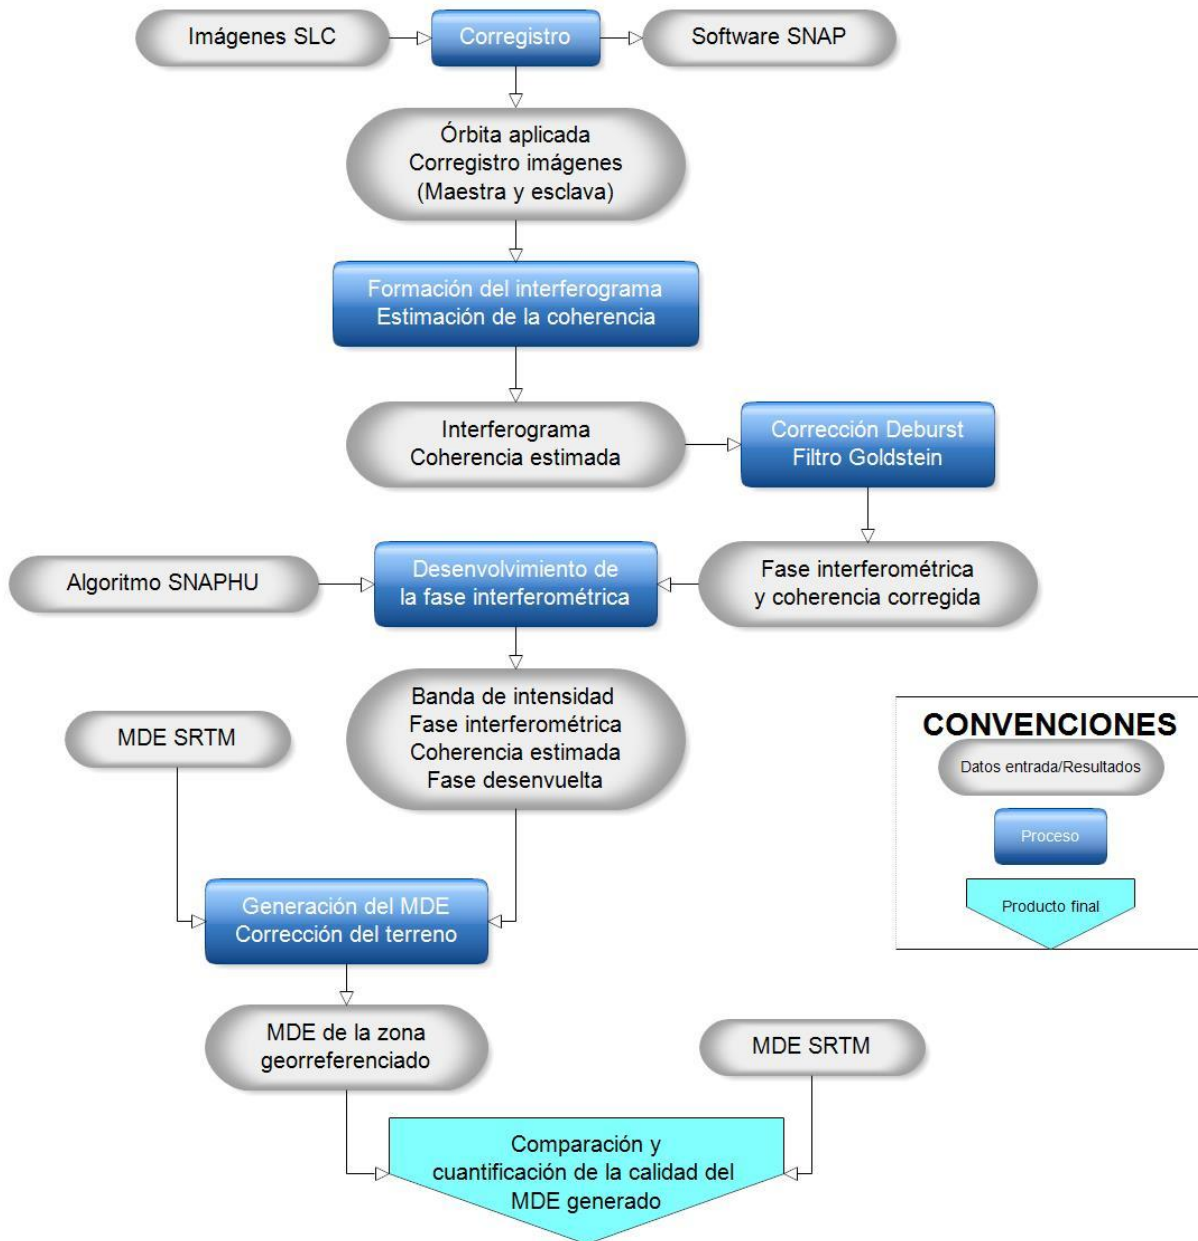 Imágenes SLC
Corregistro
Software SNAP
Órbita aplicada
Corregistro imágenes
(Maestra y esclava)
Formación del interferograma
Estimación de la coherencia
Interferograma
Coherencia estimada
Corrección Deburst
Filtro Goldstein
Algoritmo SNAPHU
Desenvolvimiento de
la fase interferométrica
Fase interferométrica
y coherencia corregida
Banda de intensidad
Fase interferométrica
Coherencia estimada
Fase desenvuelta
MDE SRTM
CONVENCIONES
Datos entrada/Resultados
Proceso
Producto final
Generación del MDE
Corrección del terreno
MDE de la zona
georreferenciado
MDE SRTM
Comparación y
cuantificación de la calidad del
MDE generado